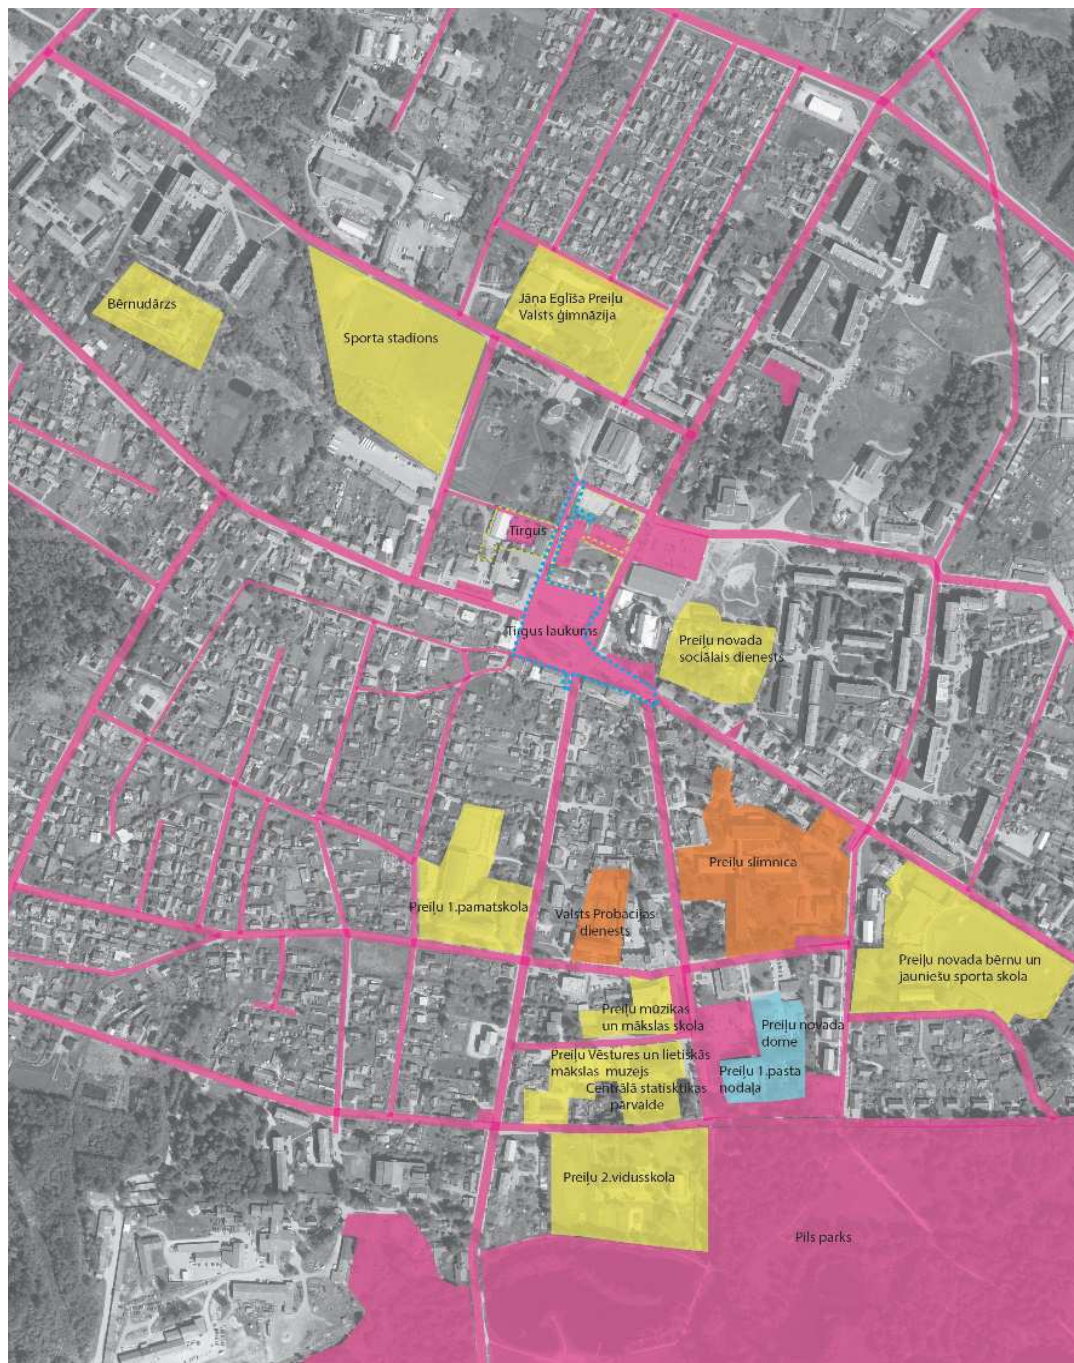 Bērnudārzs
Jāņa Eglīša Preiļu
Valsts ģimnāzija
Sporta stadions
Tirgus
Tirgus laukums
Preiļu novada
sociālais dienests
Preiļu slimnica
Preiļu 1.pamatskola
Valsts Probācijas
dienests
Preiļu novada bērnu un
jauniešu sporta skola
Preiļu mūzikas
un mākslas skola
Preiļu novada
dome
Preiļu Vēstures un lietišķās
mākslas muzejs
Preiļu 1.pasta
nodaļa
Centrālā statisktikas
pārvalde
Preiļu 2.vidusskola
Pils parks